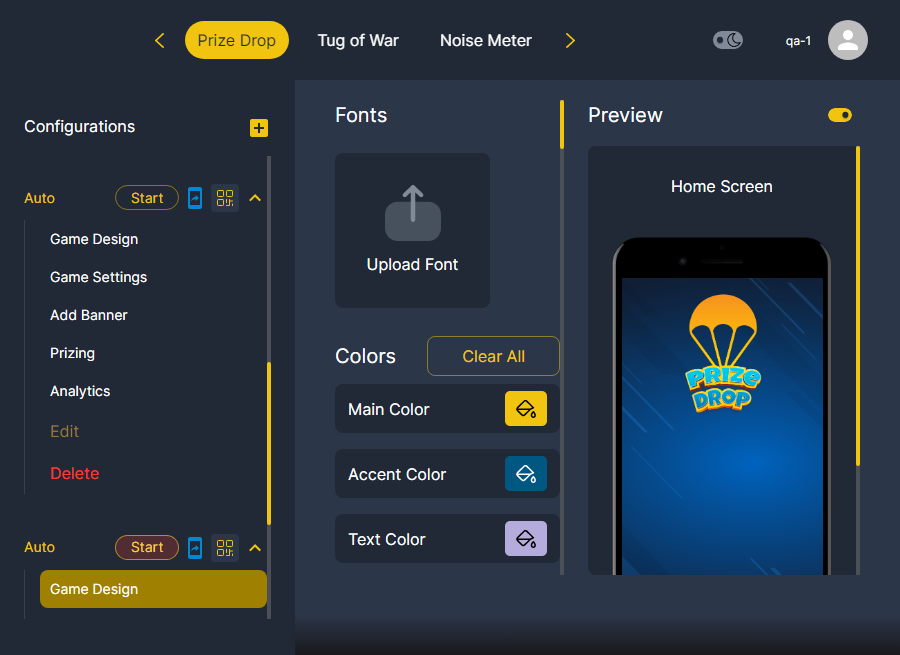 Prize Drop
Tug of War
Noise Meter
qa-1
Configurations
Auto
Start
Game Design
Game Settings
Add Banner
Prizing
Analytics
Edit
Delete
Auto
Start
Game Design
Fonts
Upload Font
Colors
Clear All
Main Color
Accent Color
Text Color
Preview
Home Screen
PRIZE
DROP